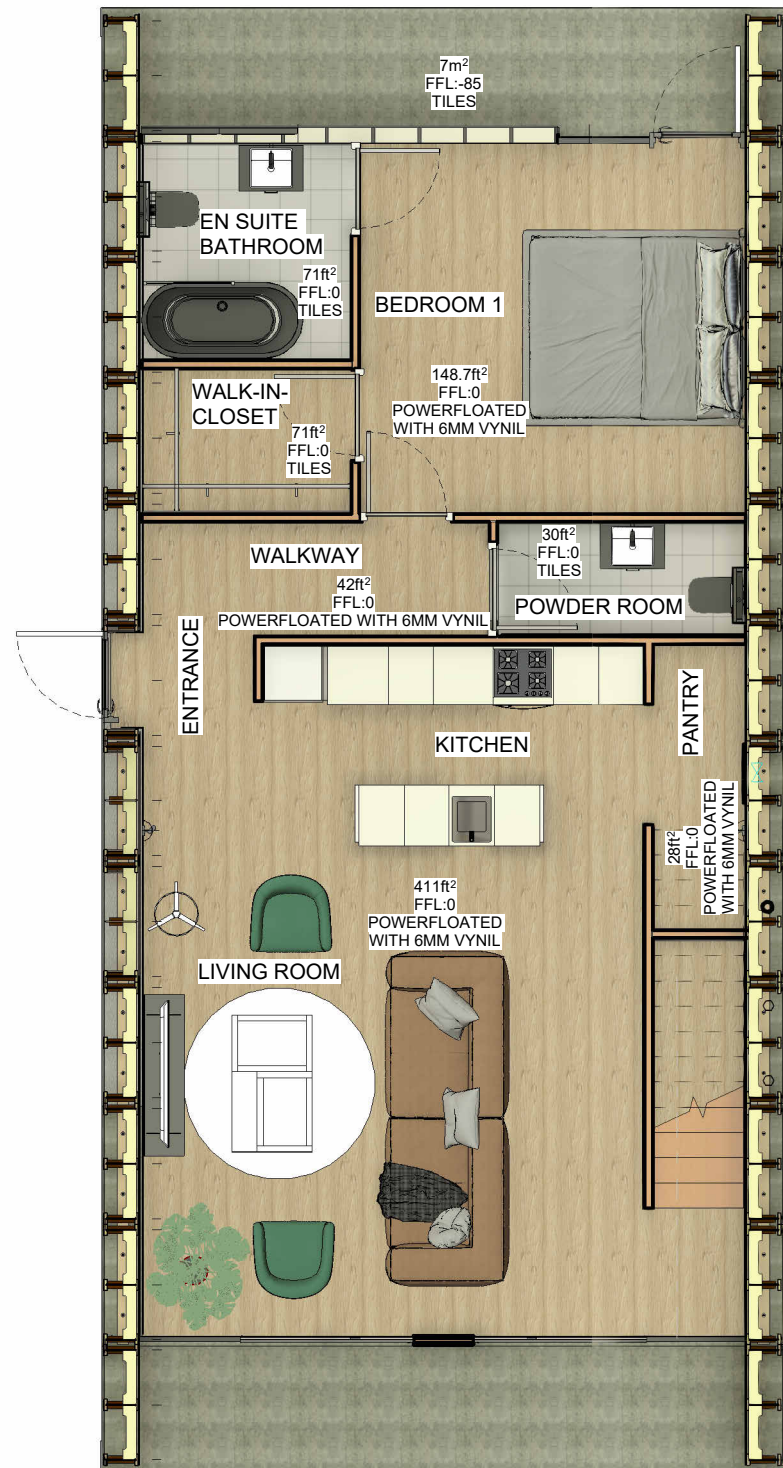 7m²
FFL:-85
TILES
EN SUITE
BATHROOM
71ft²
FFL:0
TILES
BEDROOM 1
148.7ft²
FFL:0
POWERFLOATED
WITH 6MM VYNIL
WALK-IN-
CLOSET
71ft²
FFL:0
TILES
WALKWAY
42ft²
FFL:0
POWERFLOATED WITH 6MM VYNIL
30ft²
FFL:0
TILES
POWDER ROOM
ENTRANCE
KITCHEN
PANTRY
28ft²
FFL:0
POWERFLOATED
WITH 6MM VYNIL
411ft²
FFL:0
POWERFLOATED
WITH 6MM VYNIL
LIVING ROOM